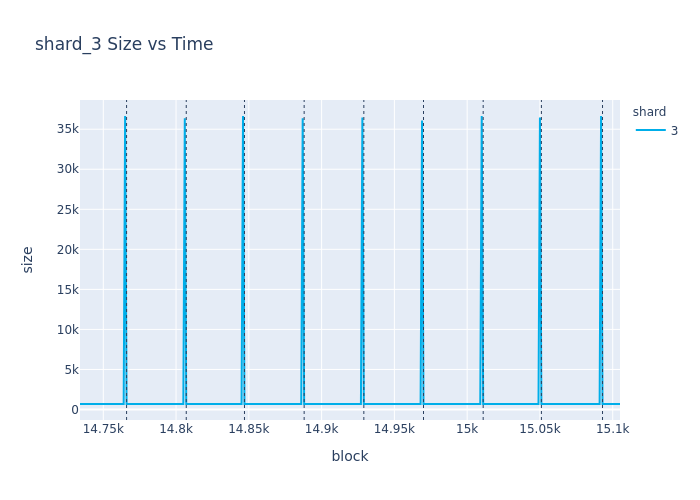 shard_3 Size vs Time
shard
3
35k
30k
25k
20k
15k
10k
5k
0
size
14.75k
14.8k
14.85k
14.9k
14.95k
15k
15.05k
15.1k
block